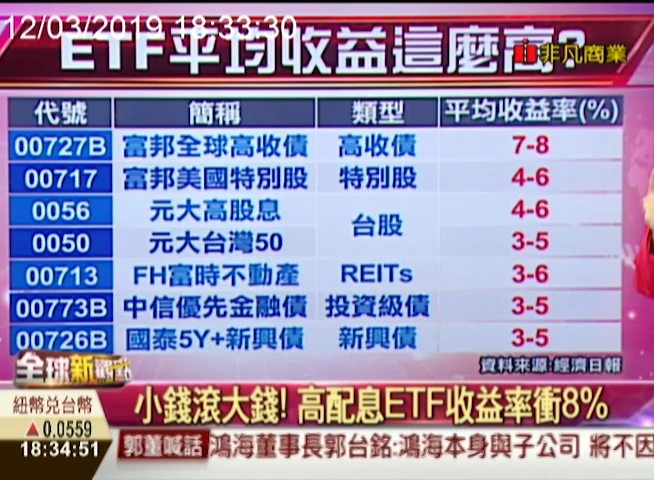 12/03/2019 18:33:30
ETF平均收益這麼高?
非凡商業
代號 簡稱 類型 平均收益率(%)
00727B 富邦全球高收債 高收債 7-8
00717 富邦美國特別股 特別股 4-6
0056 元大高股息 台股 4-6
0050 元大台灣50 3-5
00713 FH富時不動產 REITs 3-6
00773B 中信優先金融債 投資級債 3-5
00726B 國泰5Y+新興債 新興債 3-5
資料來源:經濟日報
全球新觀點
小錢滾大錢! 高配息ETF收益率衝8%
紐幣兌台幣
▲0.0559
18:34:51
郭董喊話 鴻海董事長郭台銘:鴻海本身與子公司 將不因